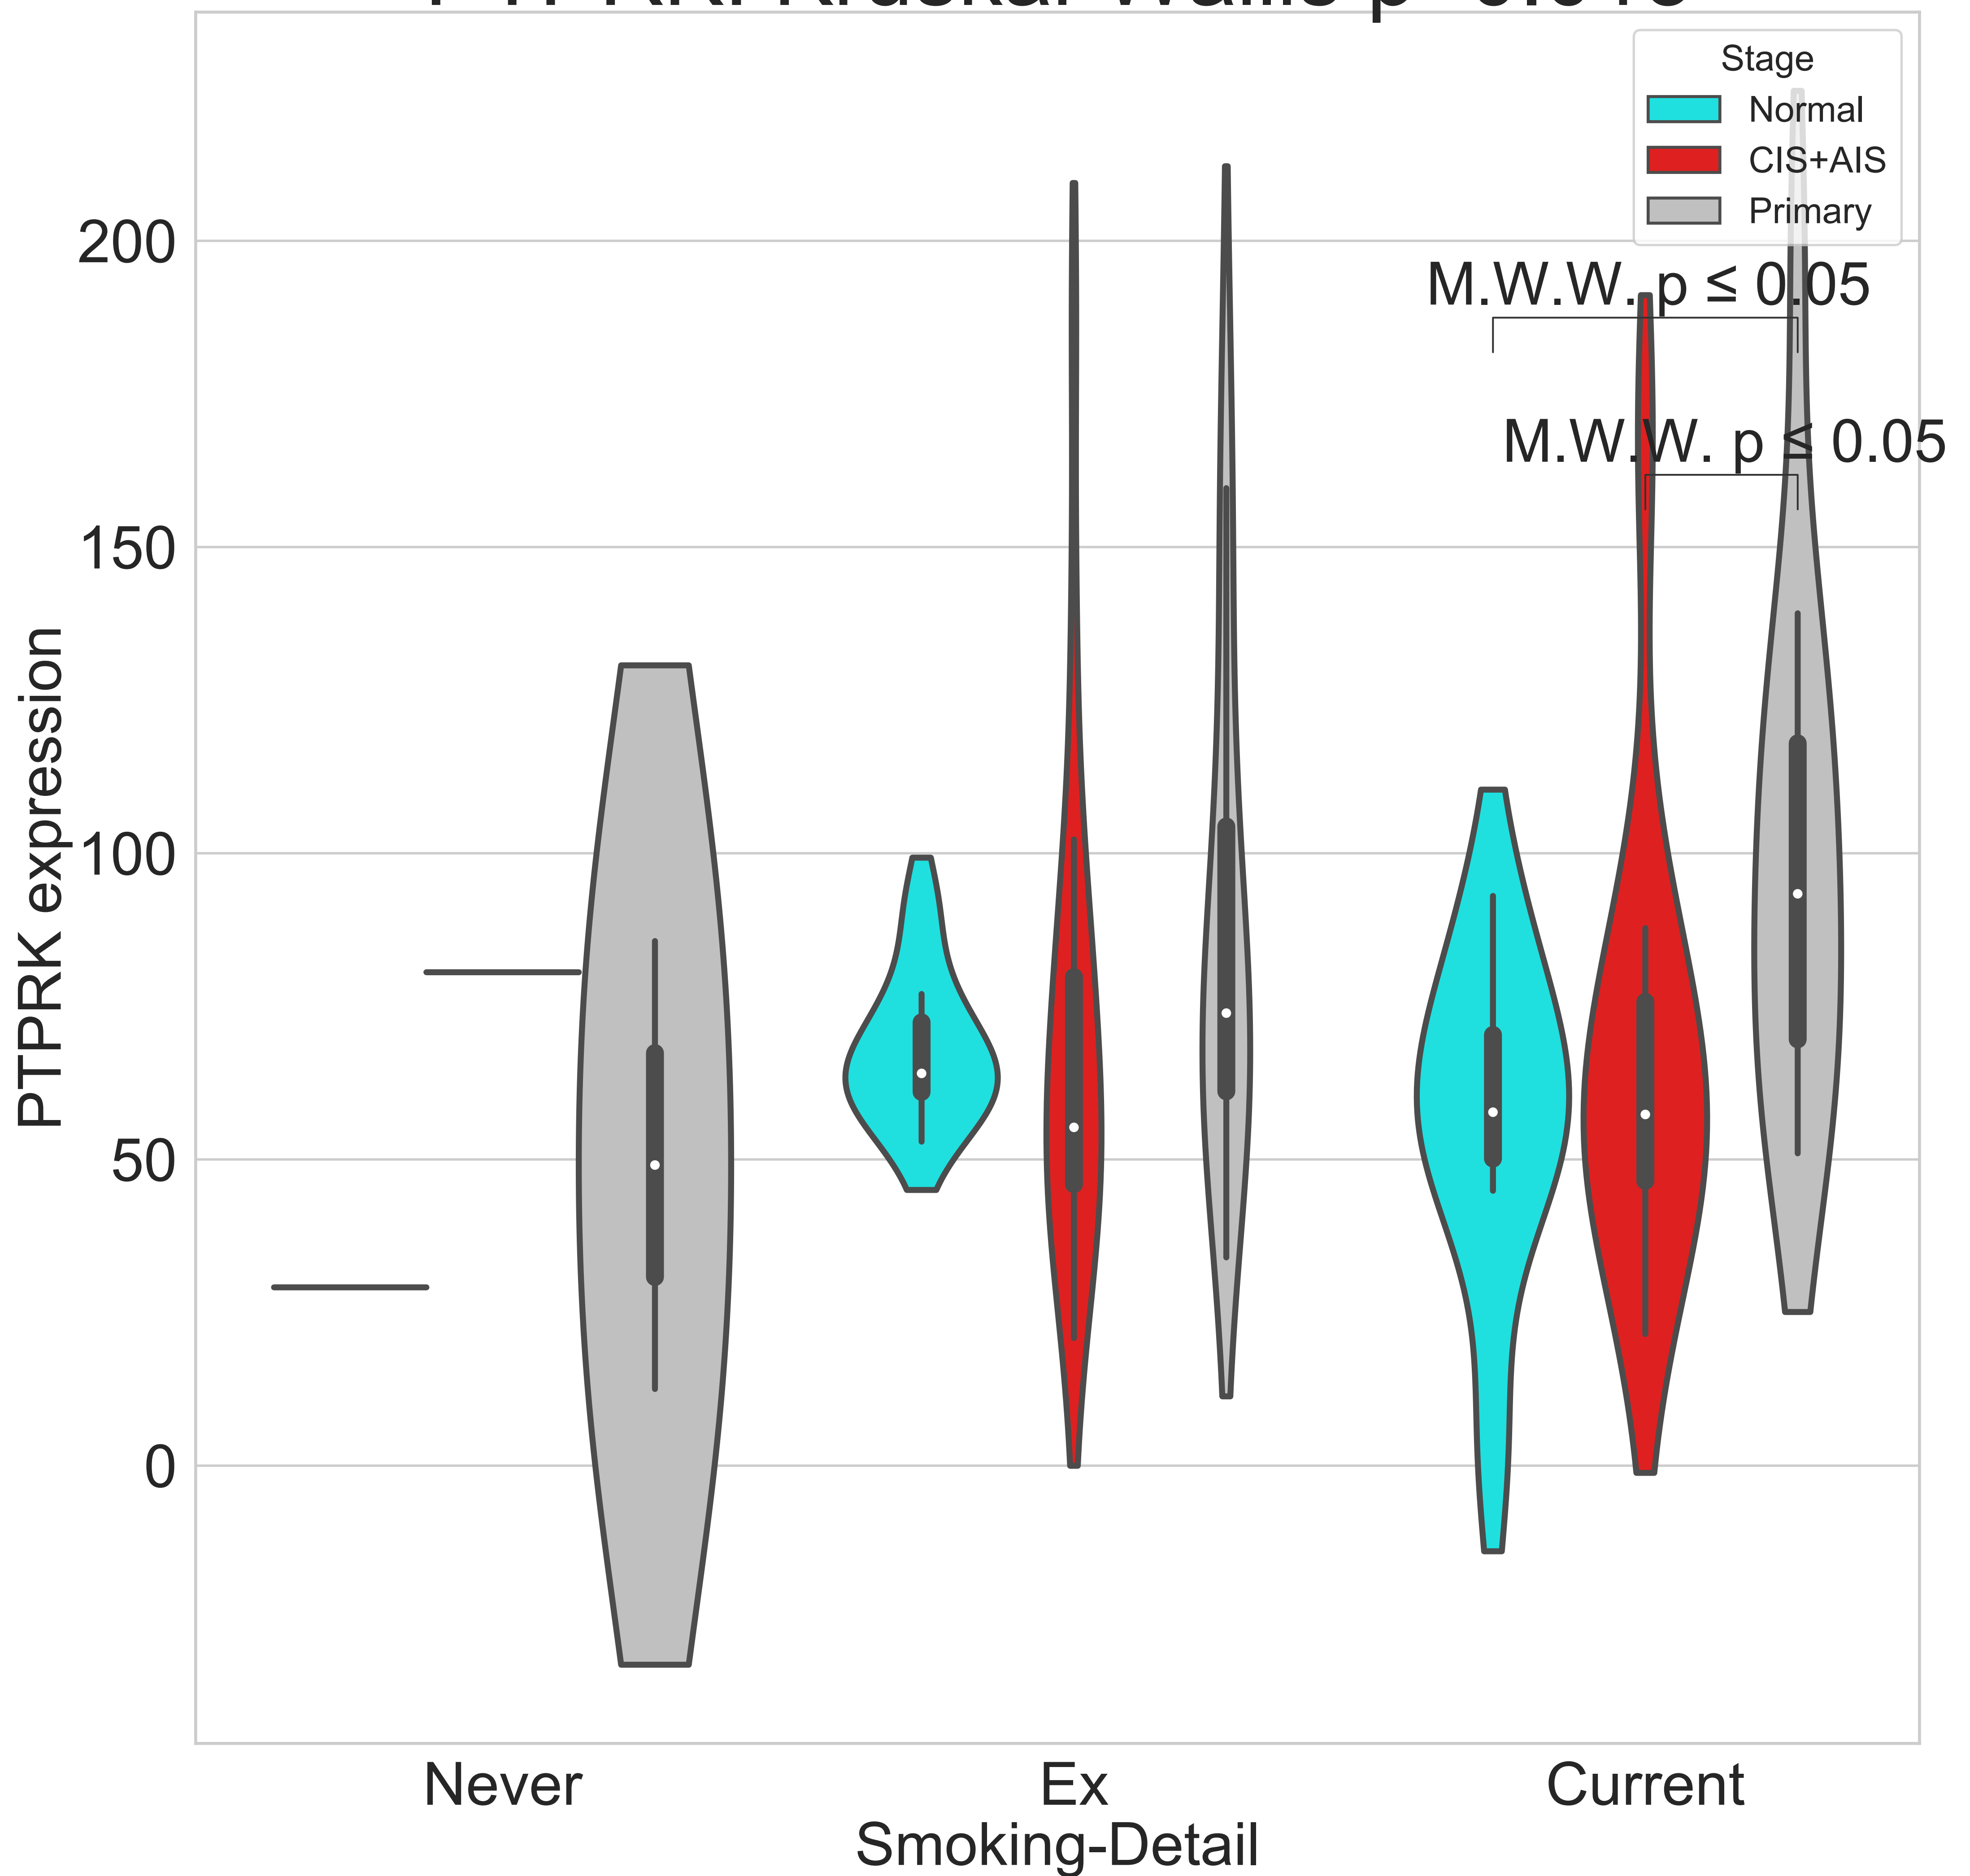 Stage
Normal
CIS+AIS
Primary
M.W.W. p ≤ 0.05
M.W.W. p ≤ 0.05
200
150
100
50
0
PTPRK expression
Never
Ex
Current
Smoking-Detail